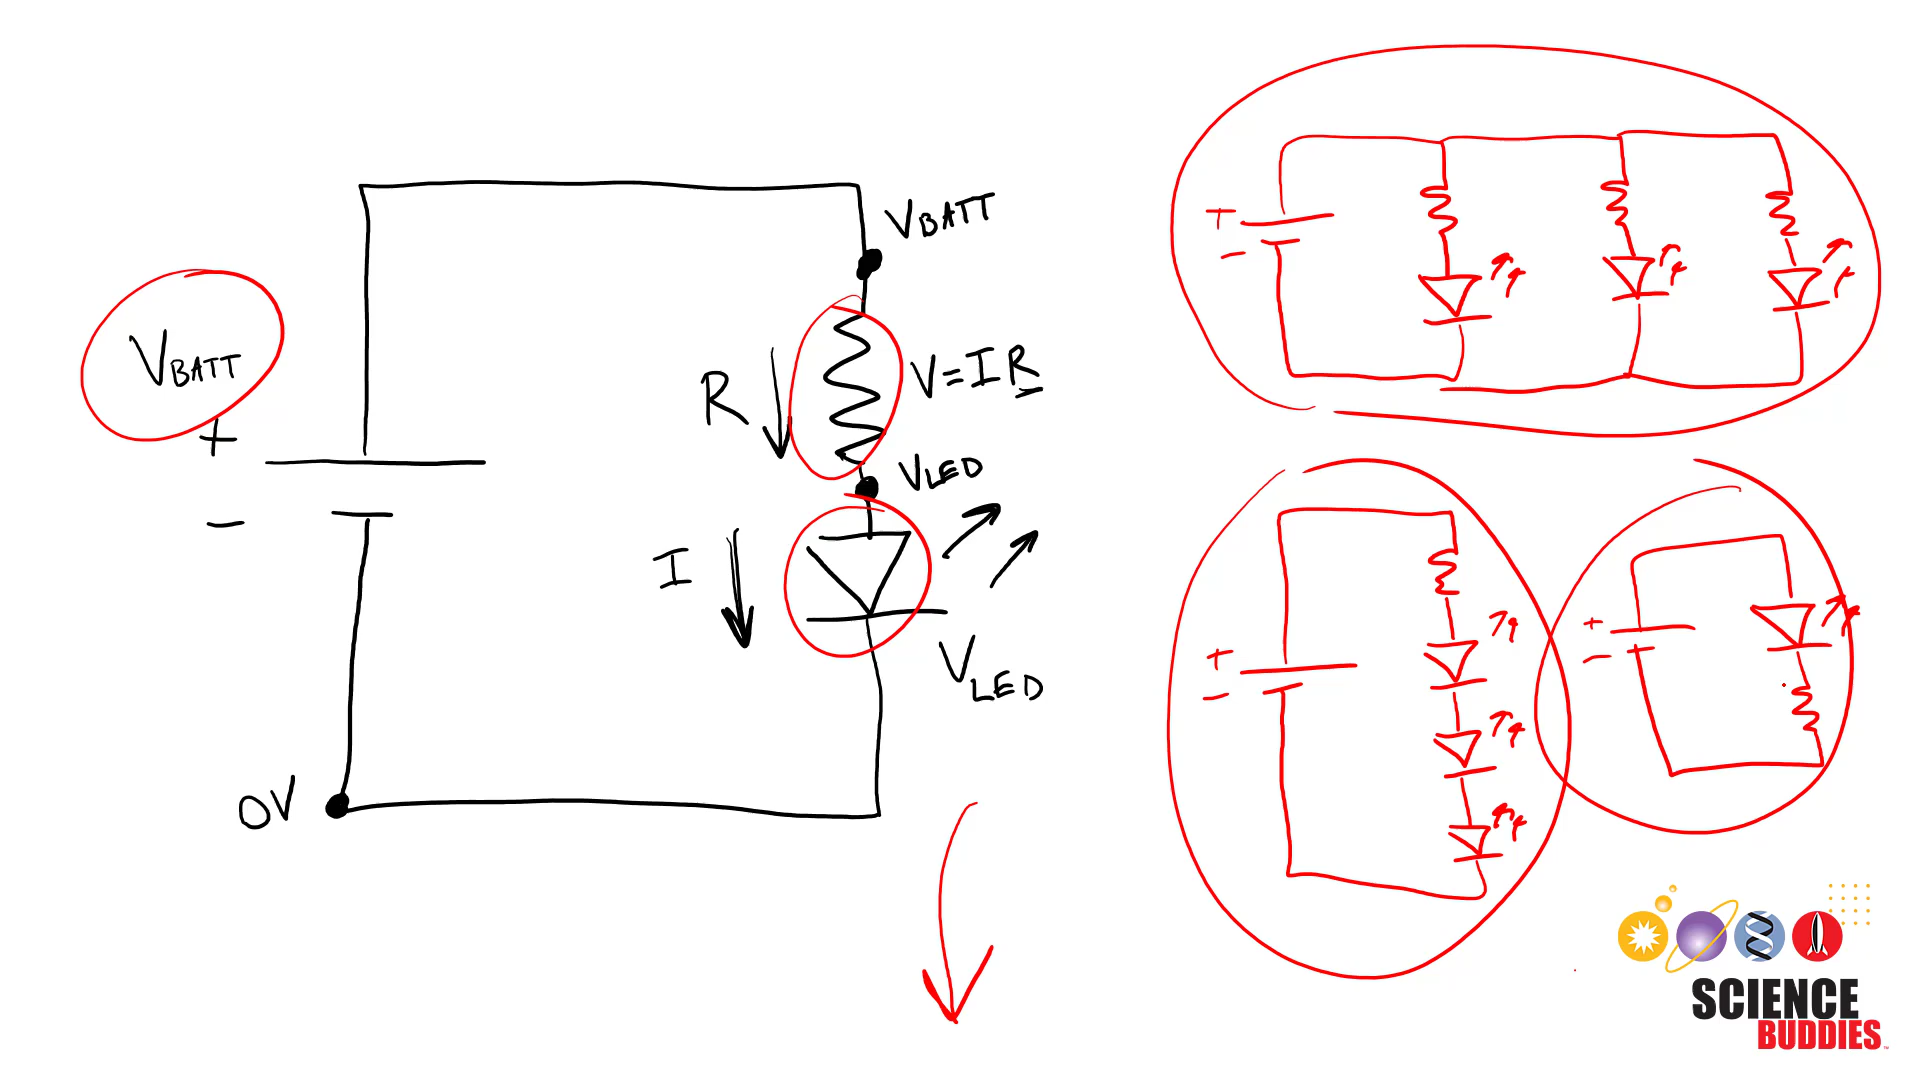 VBATT
VBATT
+
-
R
V=IR
VLED
I
VLED
0V
+
-
+
-
+
-
SCIENCE
BUDDIES